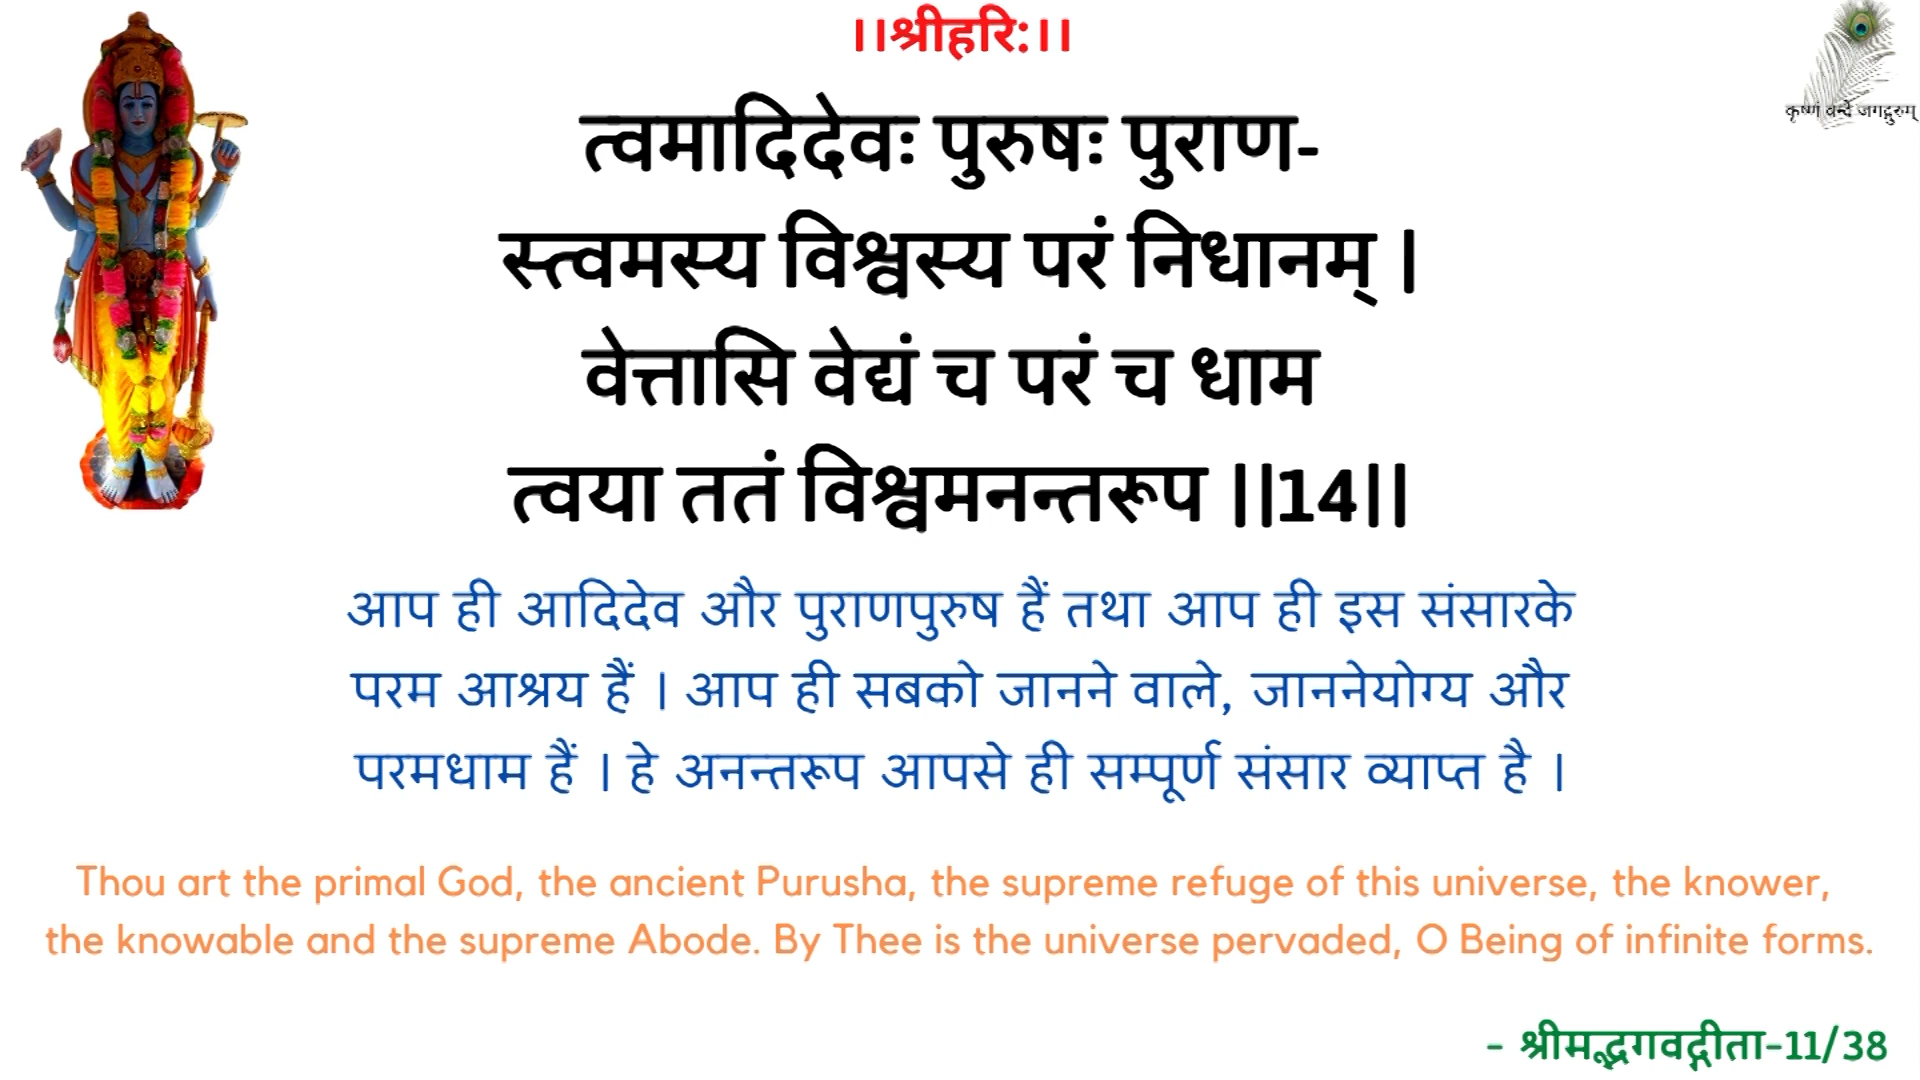 ।।श्रीहरि:।।
कृष्णं वन्दे जगद्गुरुम्
त्वमादिदेवः पुरुषः पुराण-
स्त्वमस्य विश्वस्य परं निधानम् |
वेत्तासि वेद्यं च परं च धाम
त्वया ततं विश्वमनन्तरूप ||14||
आप ही आदिदेव और पुराणपुरुष हैं तथा आप ही इस संसारके
परम आश्रय हैं । आप ही सबको जानने वाले, जाननेयोग्य और
परमधाम हैं । हे अनन्तरूप आपसे ही सम्पूर्ण संसार व्याप्त है ।
Thou art the primal God, the ancient Purusha, the supreme refuge of this universe, the knower,
the knowable and the supreme Abode. By Thee is the universe pervaded, O Being of infinite forms.
- श्रीमद्भगवद्गीता-11/38